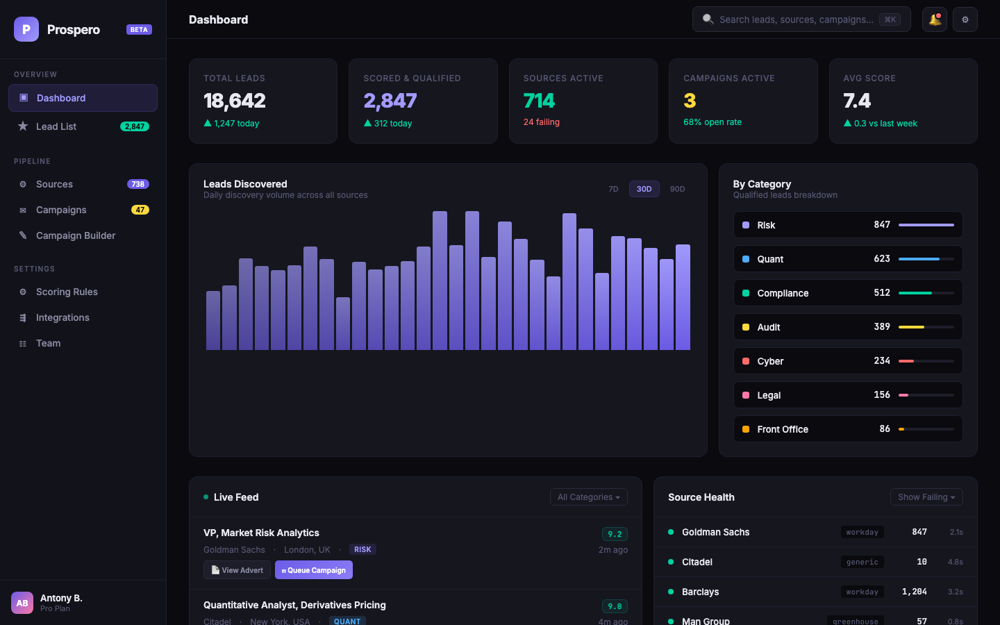 P Prospero BETA
OVERVIEW
Dashboard
Lead List 2,847
PIPELINE
Sources 738
Campaigns 47
Campaign Builder
SETTINGS
Scoring Rules
Integrations
Team
AB Antony B.
Pro Plan
Dashboard
Search leads, sources, campaigns... ⌘K
TOTAL LEADS
18,642
▲ 1,247 today
SCORED & QUALIFIED
2,847
▲ 312 today
SOURCES ACTIVE
714
24 failing
CAMPAIGNS ACTIVE
3
68% open rate
AVG SCORE
7.4
▲ 0.3 vs last week
Leads Discovered
Daily discovery volume across all sources
7D 30D 90D
By Category
Qualified leads breakdown
Risk 847
Quant 623
Compliance 512
Audit 389
Cyber 234
Legal 156
Front Office 86
Live Feed All Categories
VP, Market Risk Analytics 9.2
Goldman Sachs · London, UK · RISK 2m ago
View Advert Queue Campaign
Quantitative Analyst, Derivatives Pricing 9.0
Citadel · New York, USA · QUANT 4m ago
Source Health Show Failing
Goldman Sachs workday 847 2.1s
Citadel generic 10 4.8s
Barclays workday 1,204 3.2s
Man Group greenhouse 57 0.8s